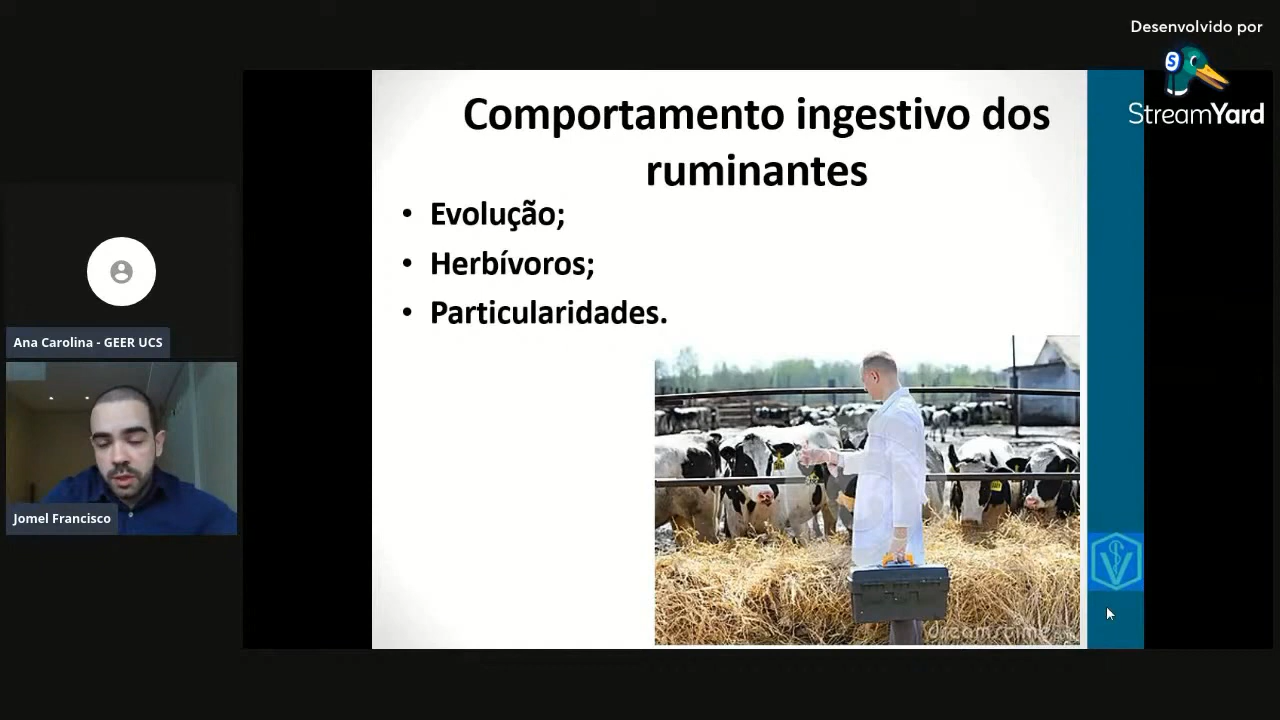 Desenvolvido por
StreamYard
Comportamento ingestivo dos
ruminantes
• Evolução;
• Herbívoros;
• Particularidades.
Ana Carolina - GEER UCS
Jomel Francisco